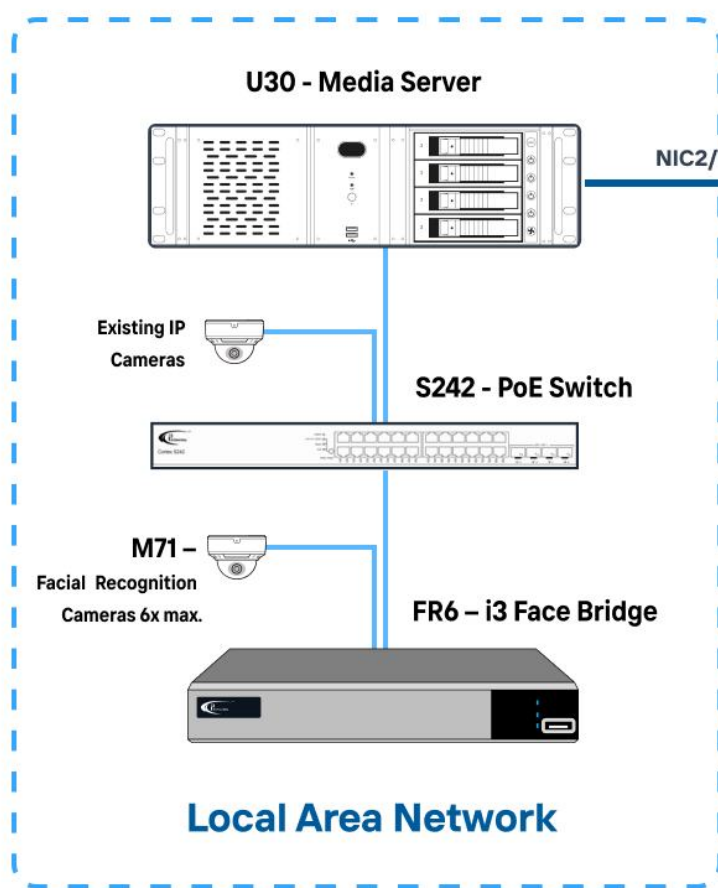 U30 - Media Server
NIC2/
Existing IP
Cameras
S242 - PoE Switch
M71 –
Facial Recognition
Cameras 6x max.
FR6 – i3 Face Bridge
Local Area Network